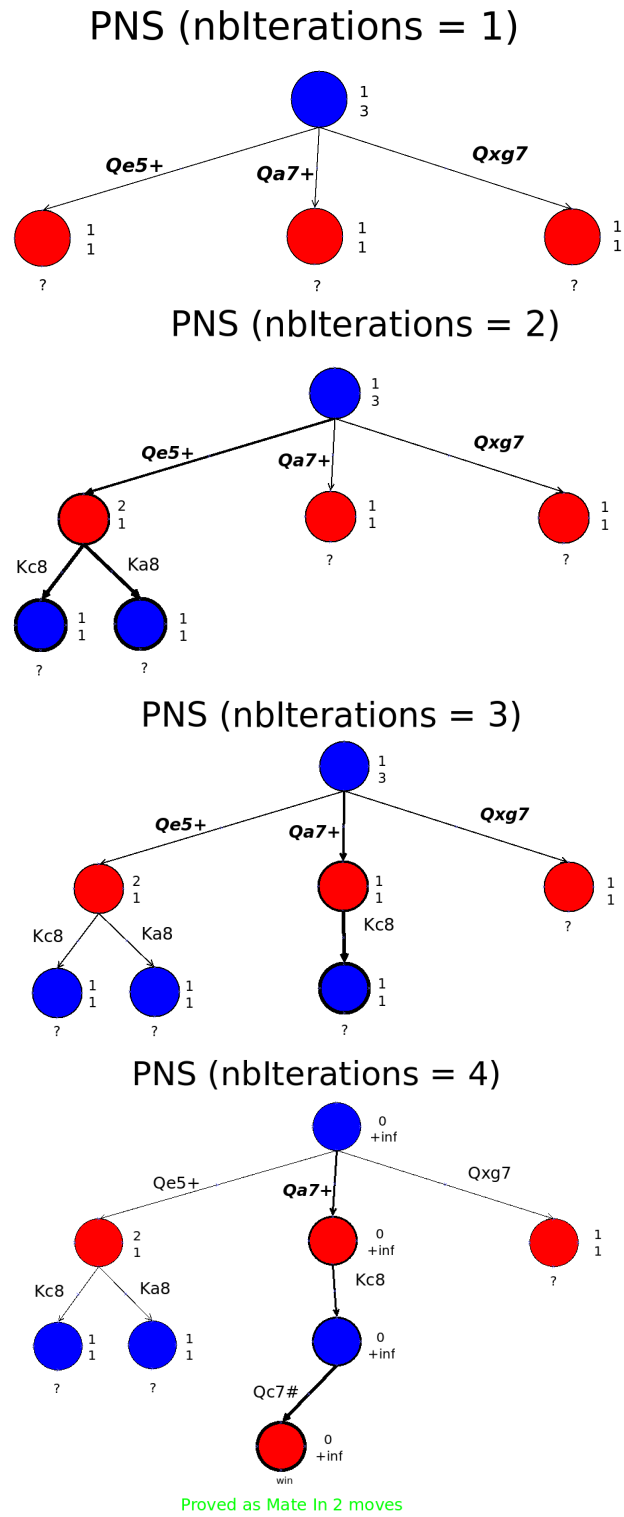 PNS (nbIterations = 1)
1
3
Qe5+ Qa7+ Qxg7
1 1 1
1 1 1
? ? ?
PNS (nbIterations = 2)
1
3
Qe5+ Qa7+ Qxg7
2 1 1
1 1 1
? ?
Kc8 Ka8
1 1
1 1
? ?
PNS (nbIterations = 3)
1
3
Qe5+ Qa7+ Qxg7
2 1 1
1 1 1
?
Kc8 Ka8 Kc8
1 1 1
1 1 1
? ? ?
PNS (nbIterations = 4)
0
+inf
Qe5+ Qa7+ Qxg7
2 0 1
1 +inf 1
?
Kc8 Ka8 Kc8
1 1 0
1 1 +inf
? ?
Qc7#
0
+inf
win
Proved as Mate In 2 moves